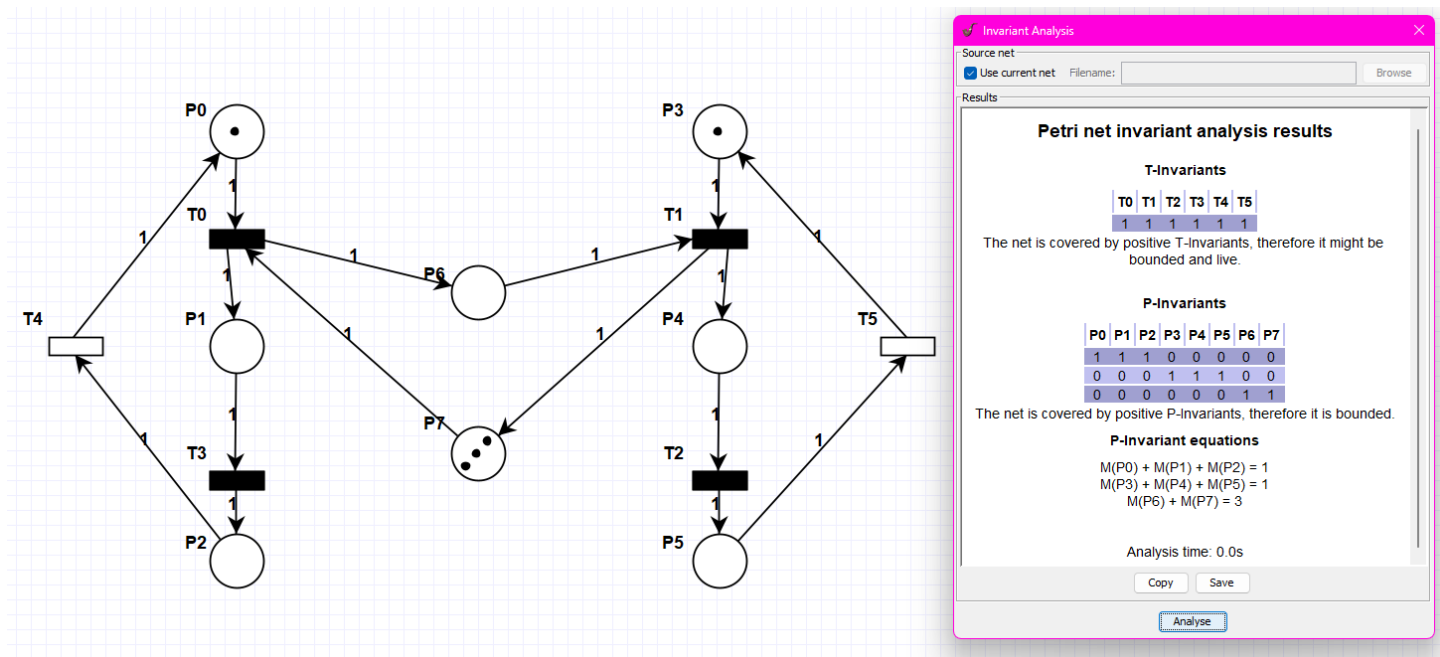 P0
P3
1
1
T0
T1
1
1
1
1
1
P6
1
1
T4
P1
P4
T5
1
1
P7
1
1
1
1
T3
T2
1
1
P2
P5
Invariant Analysis
Source net
Use current net Filename: Browse
Results
Petri net invariant analysis results
T-Invariants
T0 T1 T2 T3 T4 T5
1 1 1 1 1 1
The net is covered by positive T-Invariants, therefore it might be
bounded and live.
P-Invariants
P0 P1 P2 P3 P4 P5 P6 P7
1 1 1 0 0 0 0 0
0 0 0 1 1 1 0 0
0 0 0 0 0 0 1 1
The net is covered by positive P-Invariants, therefore it is bounded.
P-Invariant equations
M(P0) + M(P1) + M(P2) = 1
M(P3) + M(P4) + M(P5) = 1
M(P6) + M(P7) = 3
Analysis time: 0.0s
Copy Save
Analyse